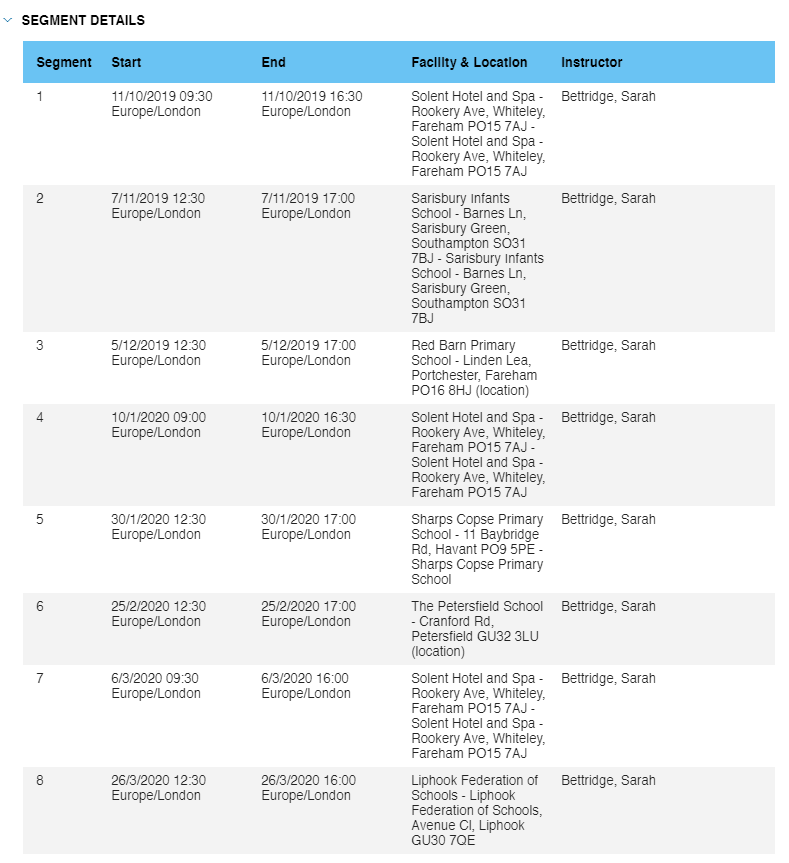 SEGMENT DETAILS
Segment Start End Facility & Location Instructor
1 11/10/2019 09:30 11/10/2019 16:30 Solent Hotel and Spa - Bettridge, Sarah
Europe/London Europe/London Rookery Ave, Whiteley,
Fareham PO15 7AJ -
Solent Hotel and Spa -
Rookery Ave, Whiteley,
Fareham PO15 7AJ
2 7/11/2019 12:30 7/11/2019 17:00 Sarisbury Infants Bettridge, Sarah
Europe/London Europe/London School - Barnes Ln,
Sarisbury Green,
Southampton SO31
7BJ - Sarisbury Infants
School - Barnes Ln,
Sarisbury Green,
Southampton SO31
7BJ
3 5/12/2019 12:30 5/12/2019 17:00 Red Barn Primary Bettridge, Sarah
Europe/London Europe/London School - Linden Lea,
Portchester, Fareham
PO16 8HJ (location)
4 10/1/2020 09:00 10/1/2020 16:30 Solent Hotel and Spa - Bettridge, Sarah
Europe/London Europe/London Rookery Ave, Whiteley,
Fareham PO15 7AJ -
Solent Hotel and Spa -
Rookery Ave, Whiteley,
Fareham PO15 7AJ
5 30/1/2020 12:30 30/1/2020 17:00 Sharps Copse Primary Bettridge, Sarah
Europe/London Europe/London School - 11 Baybridge
Rd, Havant PO9 5PE -
Sharps Copse Primary
School
6 25/2/2020 12:30 25/2/2020 17:00 The Petersfield School Bettridge, Sarah
Europe/London Europe/London - Cranford Rd,
Petersfield GU32 3LU
(location)
7 6/3/2020 09:30 6/3/2020 16:00 Solent Hotel and Spa - Bettridge, Sarah
Europe/London Europe/London Rookery Ave, Whiteley,
Fareham PO15 7AJ -
Solent Hotel and Spa -
Rookery Ave, Whiteley,
Fareham PO15 7AJ
8 26/3/2020 12:30 26/3/2020 16:00 Liphook Federation of Bettridge, Sarah
Europe/London Europe/London Schools - Liphook
Federation of Schools,
Avenue Cl, Liphook
GU30 7QE